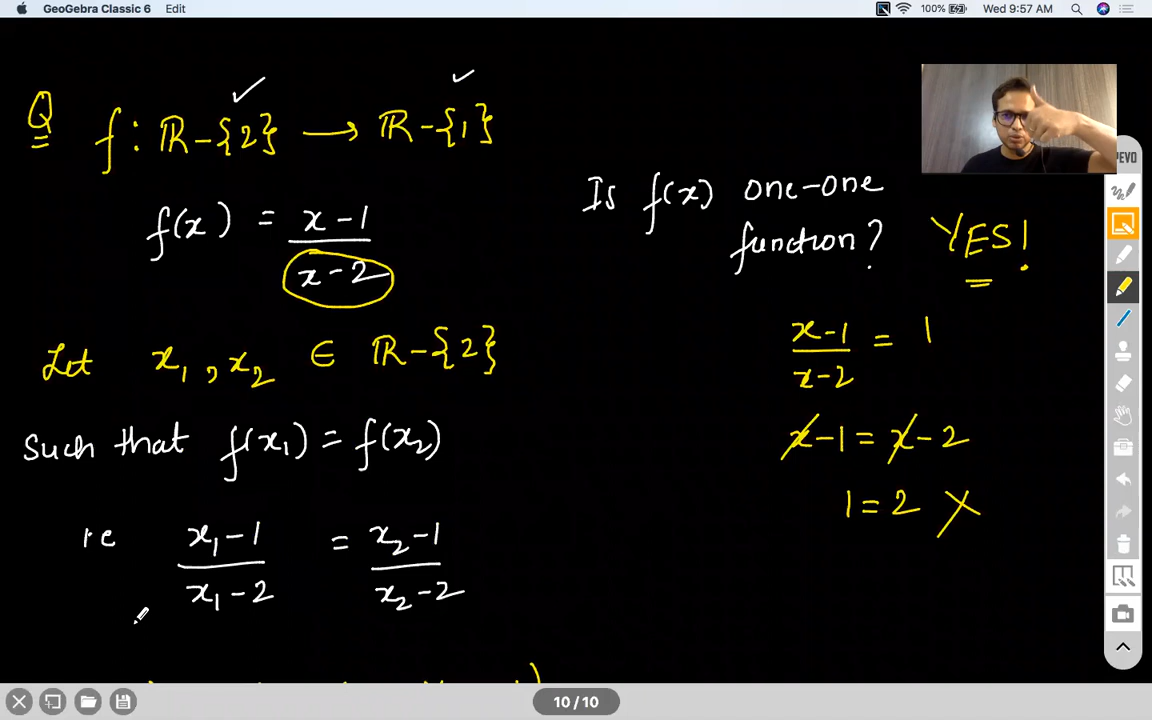 GeoGebra Classic 6 Edit 100% Wed 9:57 AM
Q f : ℝ-{2} → ℝ-{1}
f(x) = x-1 / x-2
Let x₁, x₂ ∈ ℝ-{2}
Such that f(x₁) = f(x₂)
i.e x₁-1 / x₁-2 = x₂-1 / x₂-2
Is f(x) one-one
function? YES!
x-1 / x-2 = 1
x-1 = x-2
1 = 2 X
EVO
10 / 10